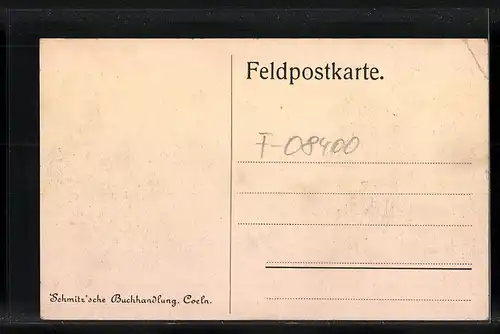 Feldpostkarte.
F-08400
Schmitz'sche Buchhandlung. Coeln.